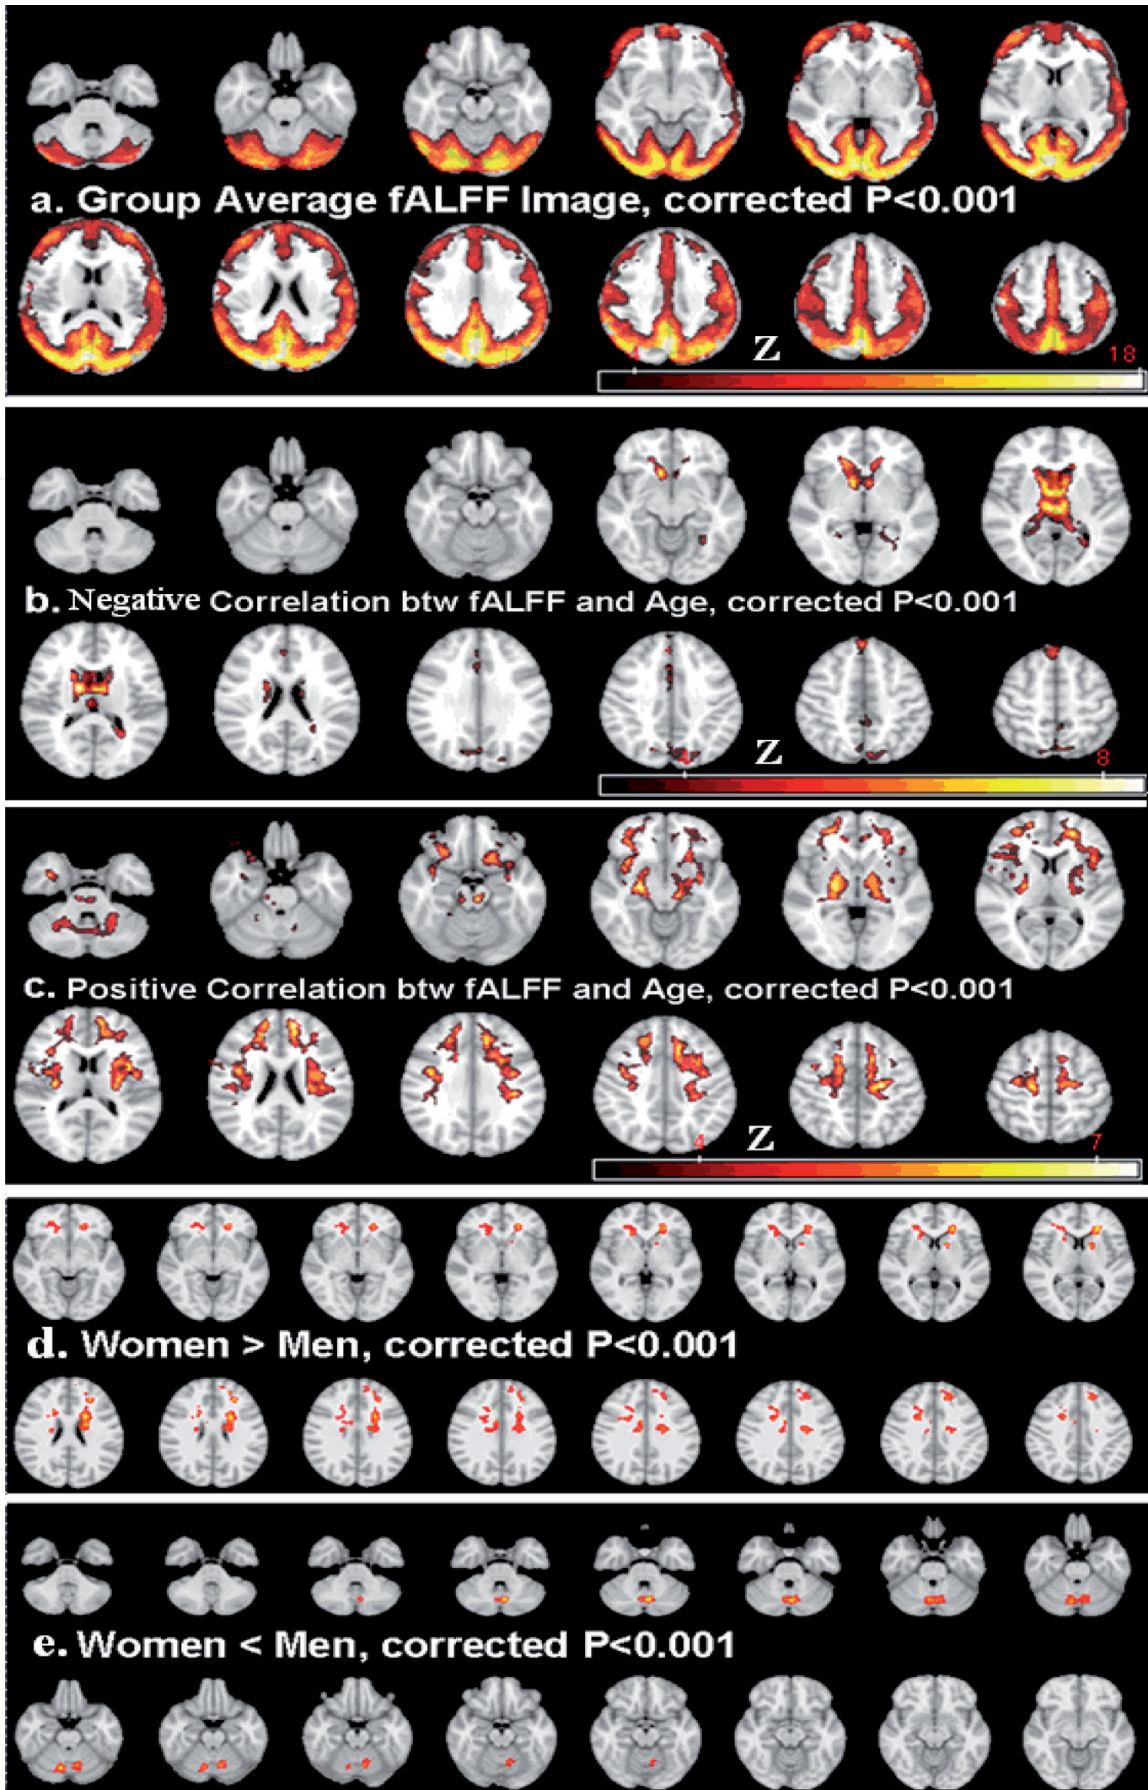 a. Group Average fALFF Image, corrected P<0.001
Z
18
b. Negative Correlation btw fALFF and Age, corrected P<0.001
Z
4
8
c. Positive Correlation btw fALFF and Age, corrected P<0.001
Z
4
7
d. Women > Men, corrected P<0.001
e. Women < Men, corrected P<0.001